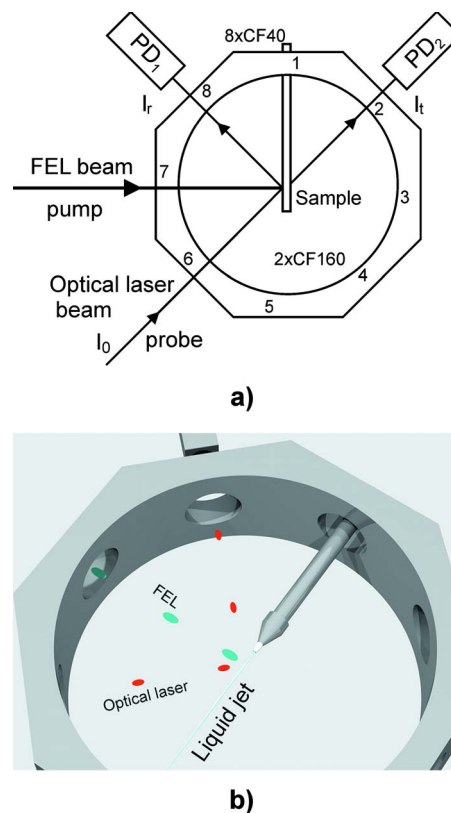 8xCF40
PD1
PD2
1
8
2
Ir
It
FEL beam
7
3
pump
Sample
6
2xCF160
4
Optical laser
beam
5
I0
probe
a)
FEL
Optical laser
Liquid jet
b)